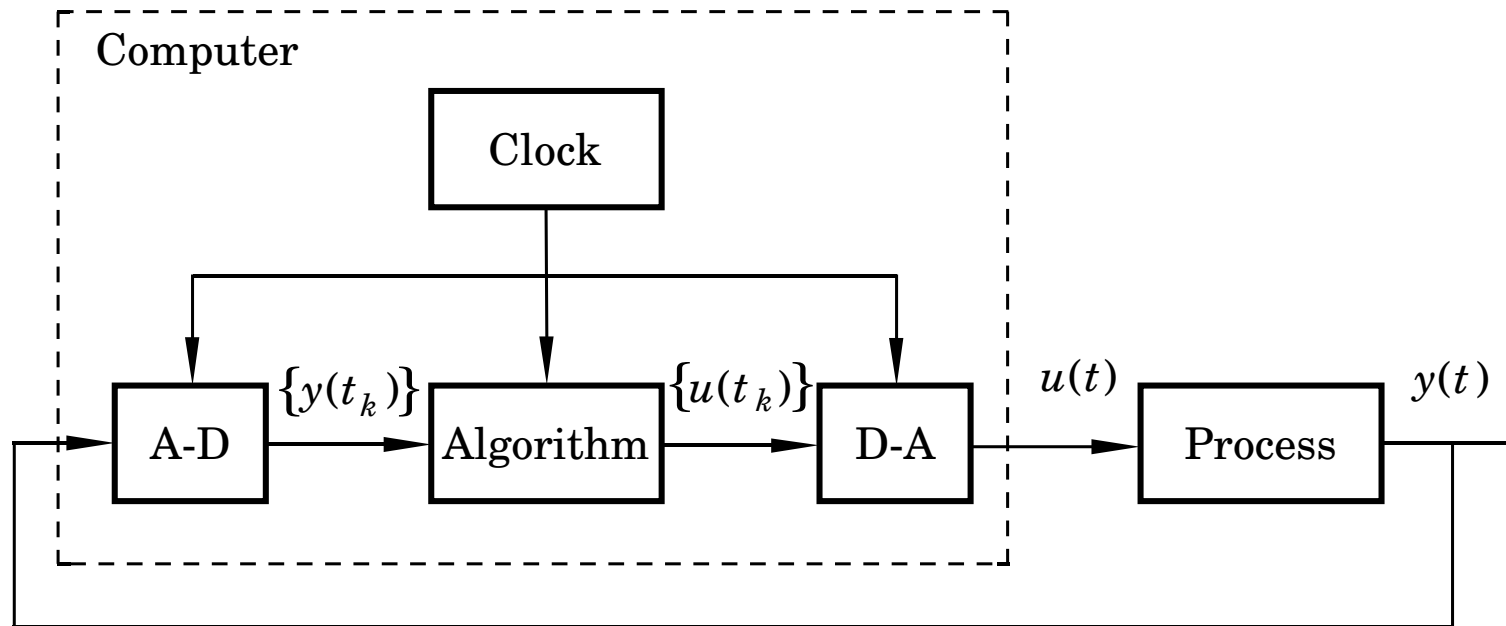 Computer
Clock
u(t)
y(t)
{y(t_k)}
{u(t_k)}
A-D
Algorithm
D-A
Process